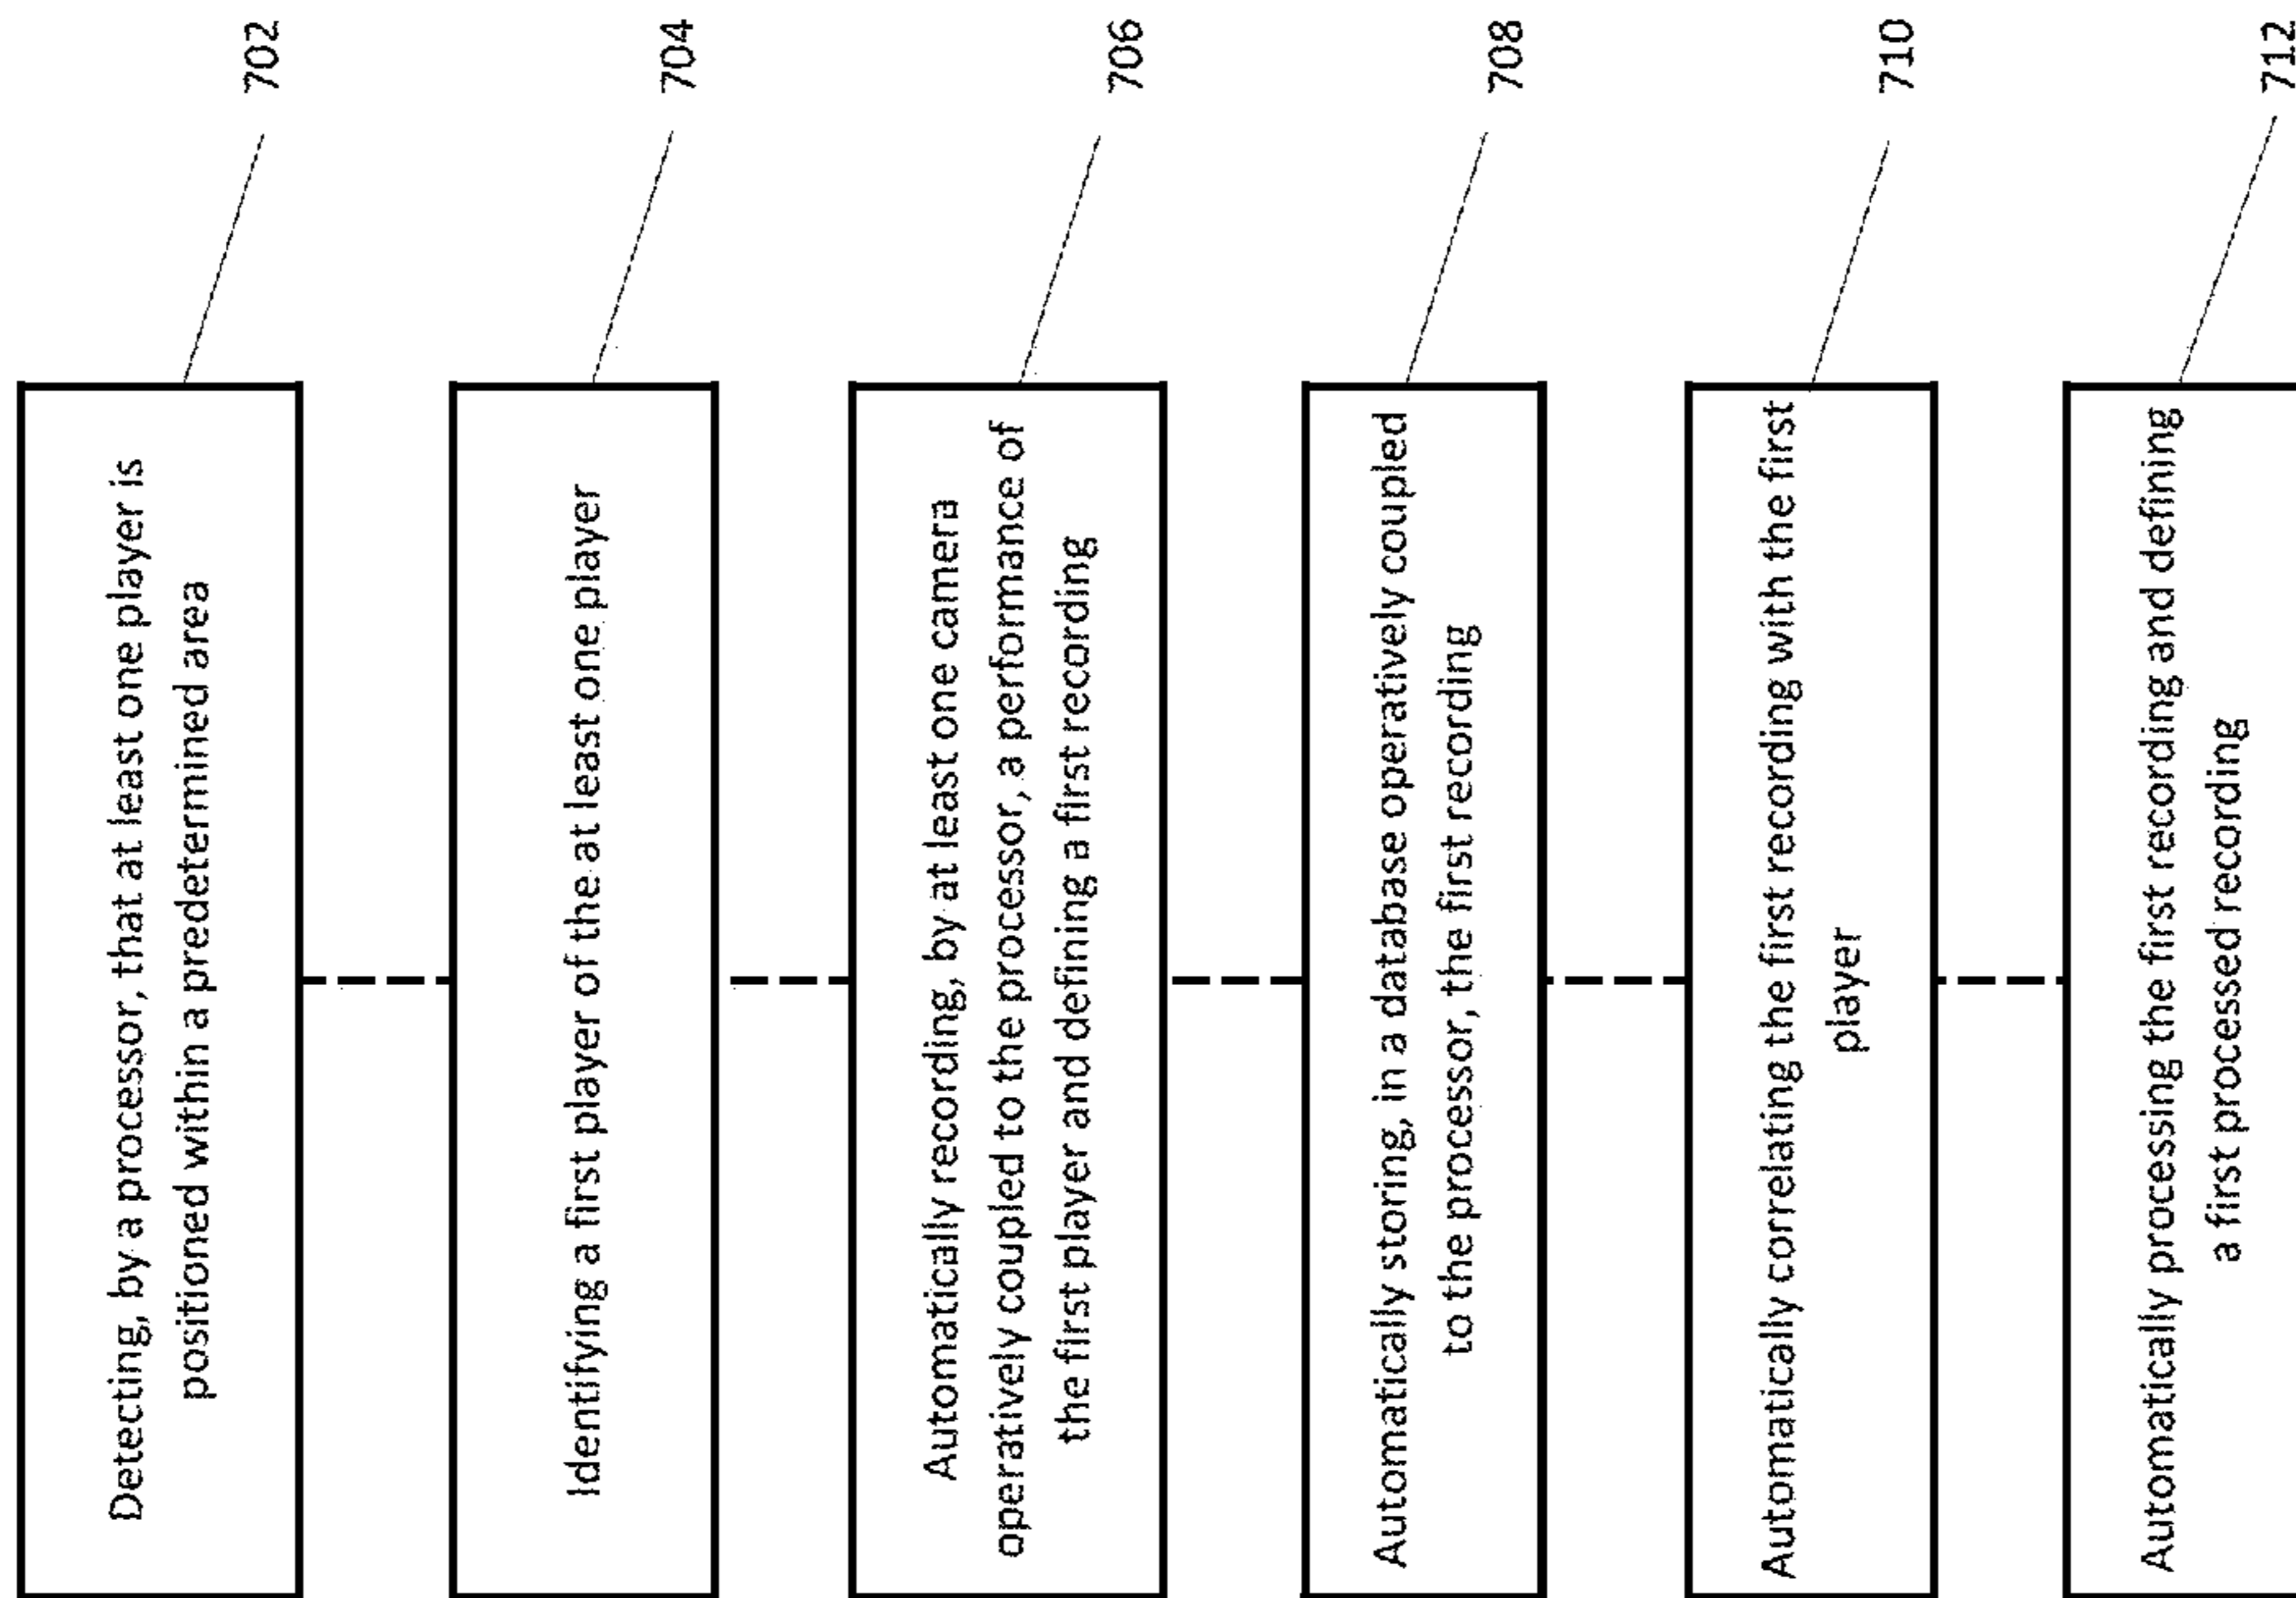 702
Detecting, by a processor, that at least one player is
positioned within a predetermined area
704
Identifying a first player of the at least one player
706
Automatically recording, by at least one camera
operatively coupled to the processor, a performance of
the first player and defining a first recording
708
Automatically storing, in a database operatively coupled
to the processor, the first recording
710
Automatically correlating the first recording with the first
player
712
Automatically processing the first recording and defining
a first processed recording